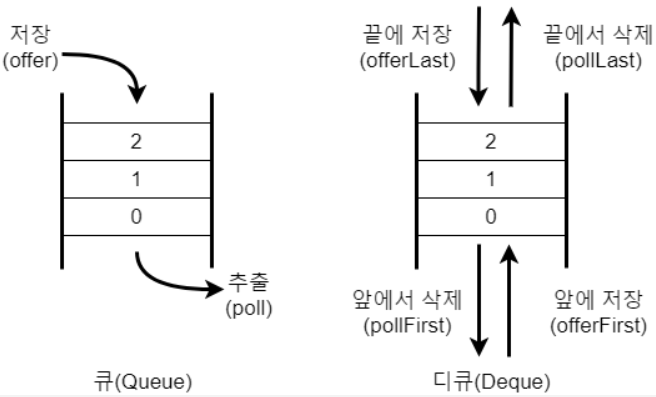 저장
(offer)
2
1
0
추출
(poll)
큐(Queue)
끝에 저장
(offerLast)
끝에서 삭제
(pollLast)
2
1
0
앞에서 삭제
(pollFirst)
앞에 저장
(offerFirst)
디큐(Deque)